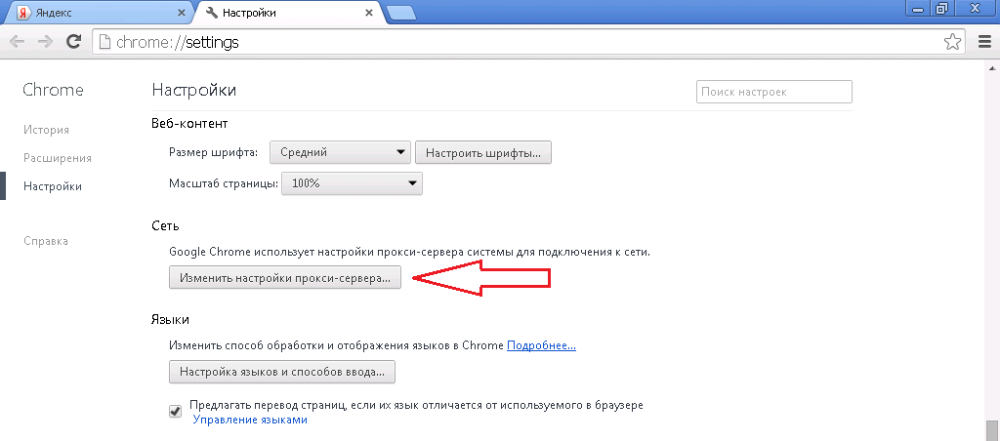 Яндекс
Настройки
chrome://settings
Chrome
Настройки
Поиск настроек
История
Расширения
Настройки
Справка
Веб-контент
Размер шрифта: Средний Настроить шрифты...
Масштаб страницы: 100%
Сеть
Google Chrome использует настройки прокси-сервера системы для подключения к сети.
Изменить настройки прокси-сервера...
Языки
Изменить способ обработки и отображения языков в Chrome Подробнее...
Настройка языков и способов ввода...
Предлагать перевод страниц, если их язык отличается от используемого в браузере
Управление языками